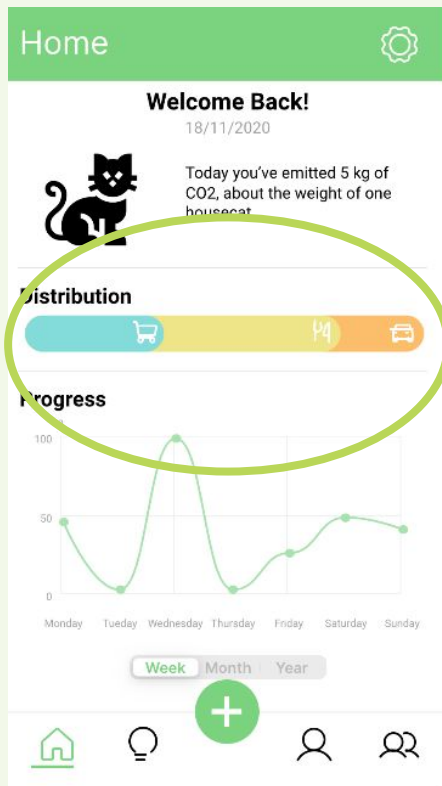 Home
Welcome Back!
18/11/2020
Today you've emitted 5 kg of
CO2, about the weight of one
housecat
Distribution
Progress
100
50
0
Monday Tueday Wednesday Thursday Friday Saturday Sunday
Week Month Year